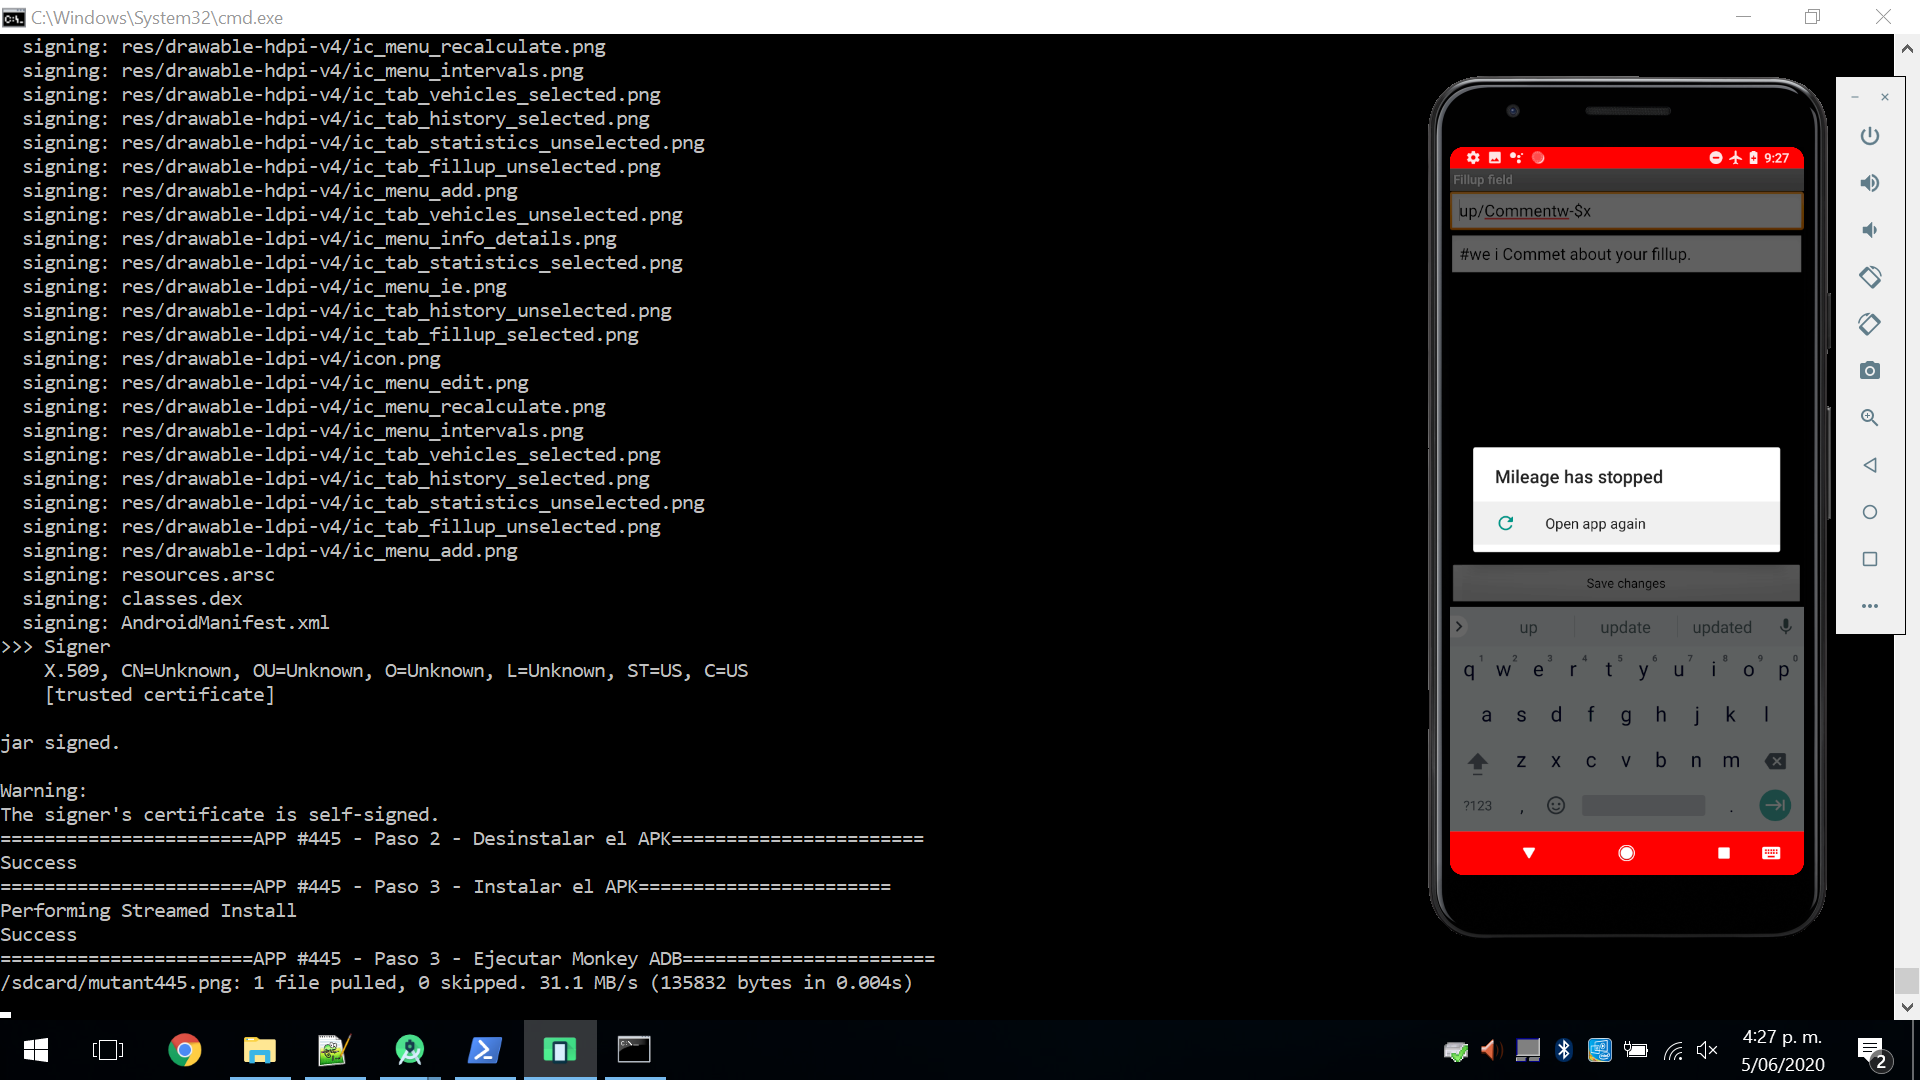 C:\Windows\System32\cmd.exe
signing: res/drawable-hdpi-v4/ic_menu_recalculate.png
signing: res/drawable-hdpi-v4/ic_menu_intervals.png
signing: res/drawable-hdpi-v4/ic_tab_vehicles_selected.png
signing: res/drawable-hdpi-v4/ic_tab_history_selected.png
signing: res/drawable-hdpi-v4/ic_tab_statistics_unselected.png
signing: res/drawable-hdpi-v4/ic_tab_fillup_unselected.png
signing: res/drawable-hdpi-v4/ic_menu_add.png
signing: res/drawable-ldpi-v4/ic_tab_vehicles_unselected.png
signing: res/drawable-ldpi-v4/ic_menu_info_details.png
signing: res/drawable-ldpi-v4/ic_tab_statistics_selected.png
signing: res/drawable-ldpi-v4/ic_menu_ie.png
signing: res/drawable-ldpi-v4/ic_tab_history_unselected.png
signing: res/drawable-ldpi-v4/ic_tab_fillup_selected.png
signing: res/drawable-ldpi-v4/icon.png
signing: res/drawable-ldpi-v4/ic_menu_edit.png
signing: res/drawable-ldpi-v4/ic_menu_recalculate.png
signing: res/drawable-ldpi-v4/ic_menu_intervals.png
signing: res/drawable-ldpi-v4/ic_tab_vehicles_selected.png
signing: res/drawable-ldpi-v4/ic_tab_history_selected.png
signing: res/drawable-ldpi-v4/ic_tab_statistics_unselected.png
signing: res/drawable-ldpi-v4/ic_tab_fillup_unselected.png
signing: res/drawable-ldpi-v4/ic_menu_add.png
signing: resources.arsc
signing: classes.dex
signing: AndroidManifest.xml
>>> Signer
X.509, CN=Unknown, OU=Unknown, O=Unknown, L=Unknown, ST=US, C=US
[trusted certificate]
jar signed.
Warning:
The signer's certificate is self-signed.
=======================APP #445 - Paso 2 - Desinstalar el APK=======================
Success
=======================APP #445 - Paso 3 - Instalar el APK=======================
Performing Streamed Install
Success
=======================APP #445 - Paso 3 - Ejecutar Monkey ADB=======================
/sdcard/mutant445.png: 1 file pulled, 0 skipped. 31.1 MB/s (135832 bytes in 0.004s)
9:27
Fillup field
up/Commentw-$x
#we i Commet about your fillup.
Mileage has stopped
Open app again
Save changes
up update updated
q1 w2 e3 r4 t5 y6 u7 i8 o9 p0
a s d f g h j k l
z x c v b n m
?123 , .
4:27 p. m.
5/06/2020
2